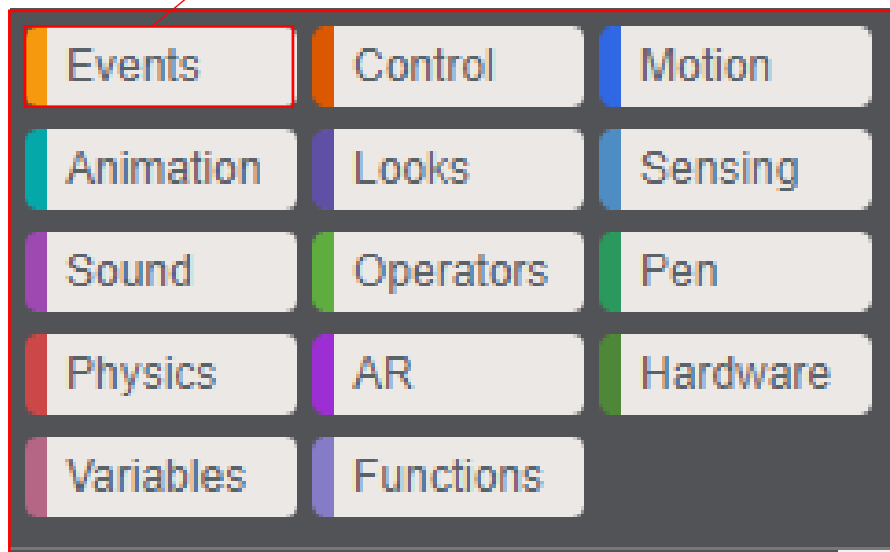 Events Control Motion
Animation Looks Sensing
Sound Operators Pen
Physics AR Hardware
Variables Functions